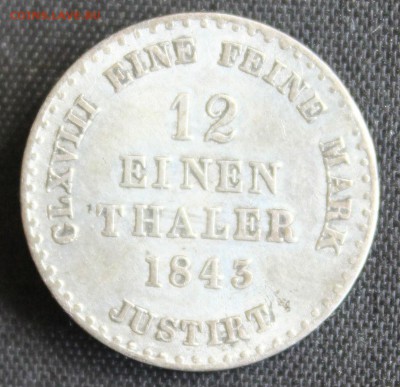 CLXVIII EINE FEINE MARK
12
EINEN
THALER
1843
JUSTIRT